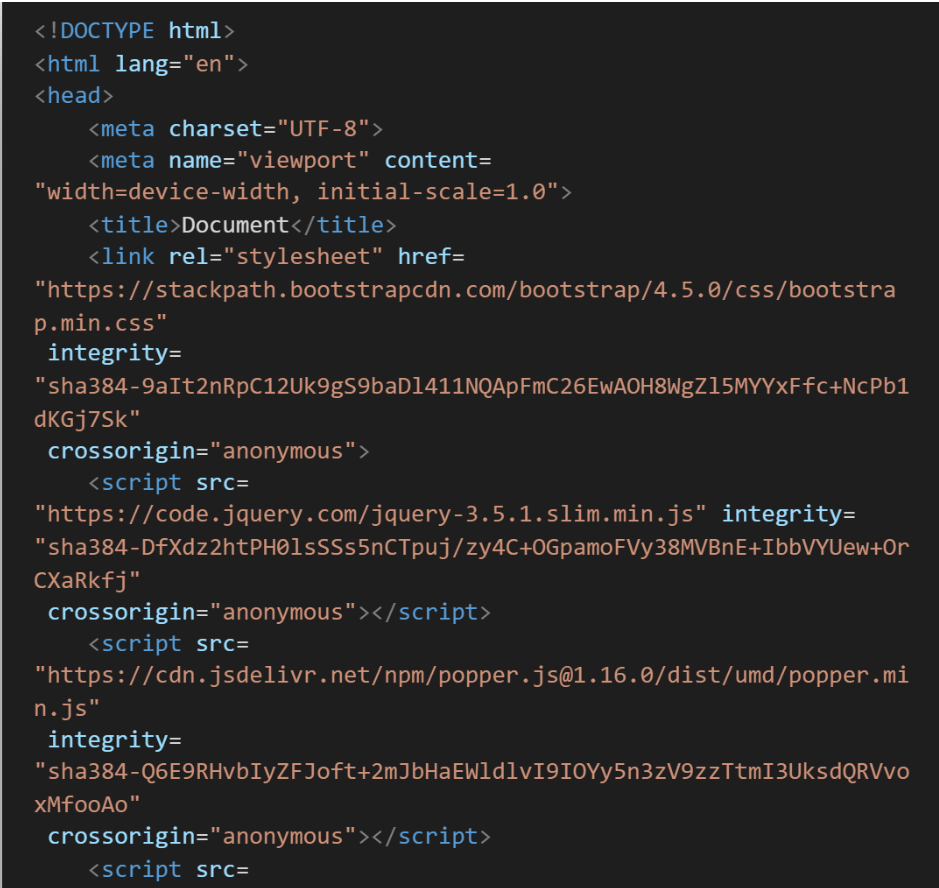 <!DOCTYPE html>
<html lang="en">
<head>
    <meta charset="UTF-8">
    <meta name="viewport" content=
"width=device-width, initial-scale=1.0">
    <title>Document</title>
    <link rel="stylesheet" href=
"https://stackpath.bootstrapcdn.com/bootstrap/4.5.0/css/bootstra
p.min.css"
 integrity=
"sha384-9aIt2nRpC12Uk9gS9baDl411NQApFmC26EwAOH8WgZl5MYYxFfc+NcPb1
dKGj7Sk"
 crossorigin="anonymous">
    <script src=
"https://code.jquery.com/jquery-3.5.1.slim.min.js" integrity=
"sha384-DfXdz2htPH0lsSSs5nCTpuj/zy4C+OGpamoFVy38MVBnE+IbbVYUew+Or
CXaRkfj"
 crossorigin="anonymous"></script>
    <script src=
"https://cdn.jsdelivr.net/npm/popper.js@1.16.0/dist/umd/popper.mi
n.js"
 integrity=
"sha384-Q6E9RHvbIyZFJoft+2mJbHaEWldlvI9IOYy5n3zV9zzTtmI3UksdQRVvo
xMfooAo"
 crossorigin="anonymous"></script>
    <script src=